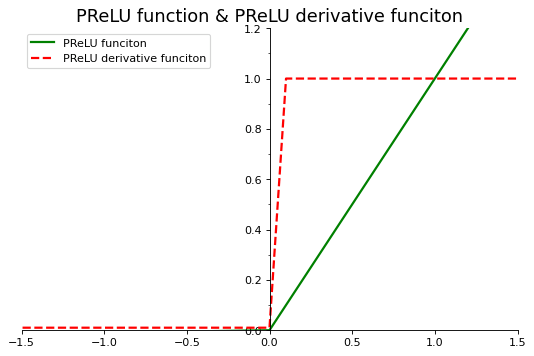 PReLU function & PReLU derivative funciton
PReLU funciton
PReLU derivative funciton
1.2
1.0
0.8
0.6
0.4
0.2
0.0
−1.5 −1.0 −0.5 0.0 0.5 1.0 1.5